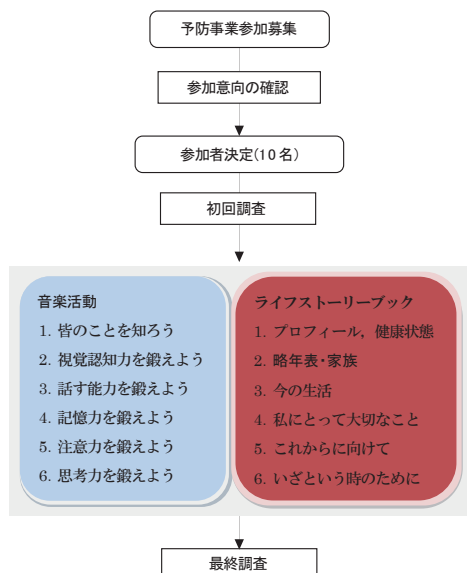 予防事業参加募集
参加意向の確認
参加者決定(10名)
初回調査
音楽活動
1. 皆のことを知ろう
2. 視覚認知力を鍛えよう
3. 話す能力を鍛えよう
4. 記憶力を鍛えよう
5. 注意力を鍛えよう
6. 思考力を鍛えよう
ライフストーリーブック
1. プロフィール，健康状態
2. 略年表・家族
3. 今の生活
4. 私にとって大切なこと
5. これからに向けて
6. いざという時のために
最終調査